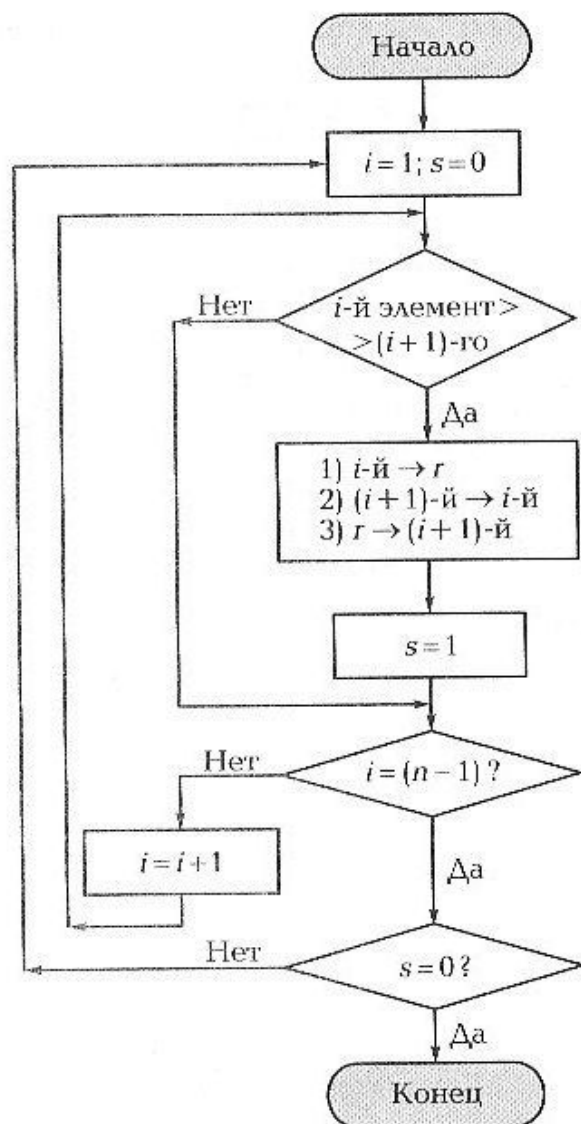 Начало
i = 1; s = 0
Нет
i-й элемент >
> (i + 1)-го
Да
1) i-й → r
2) (i + 1)-й → i-й
3) r → (i + 1)-й
s = 1
Нет
i = (n − 1) ?
i = i + 1
Да
Нет
s = 0 ?
Да
Конец